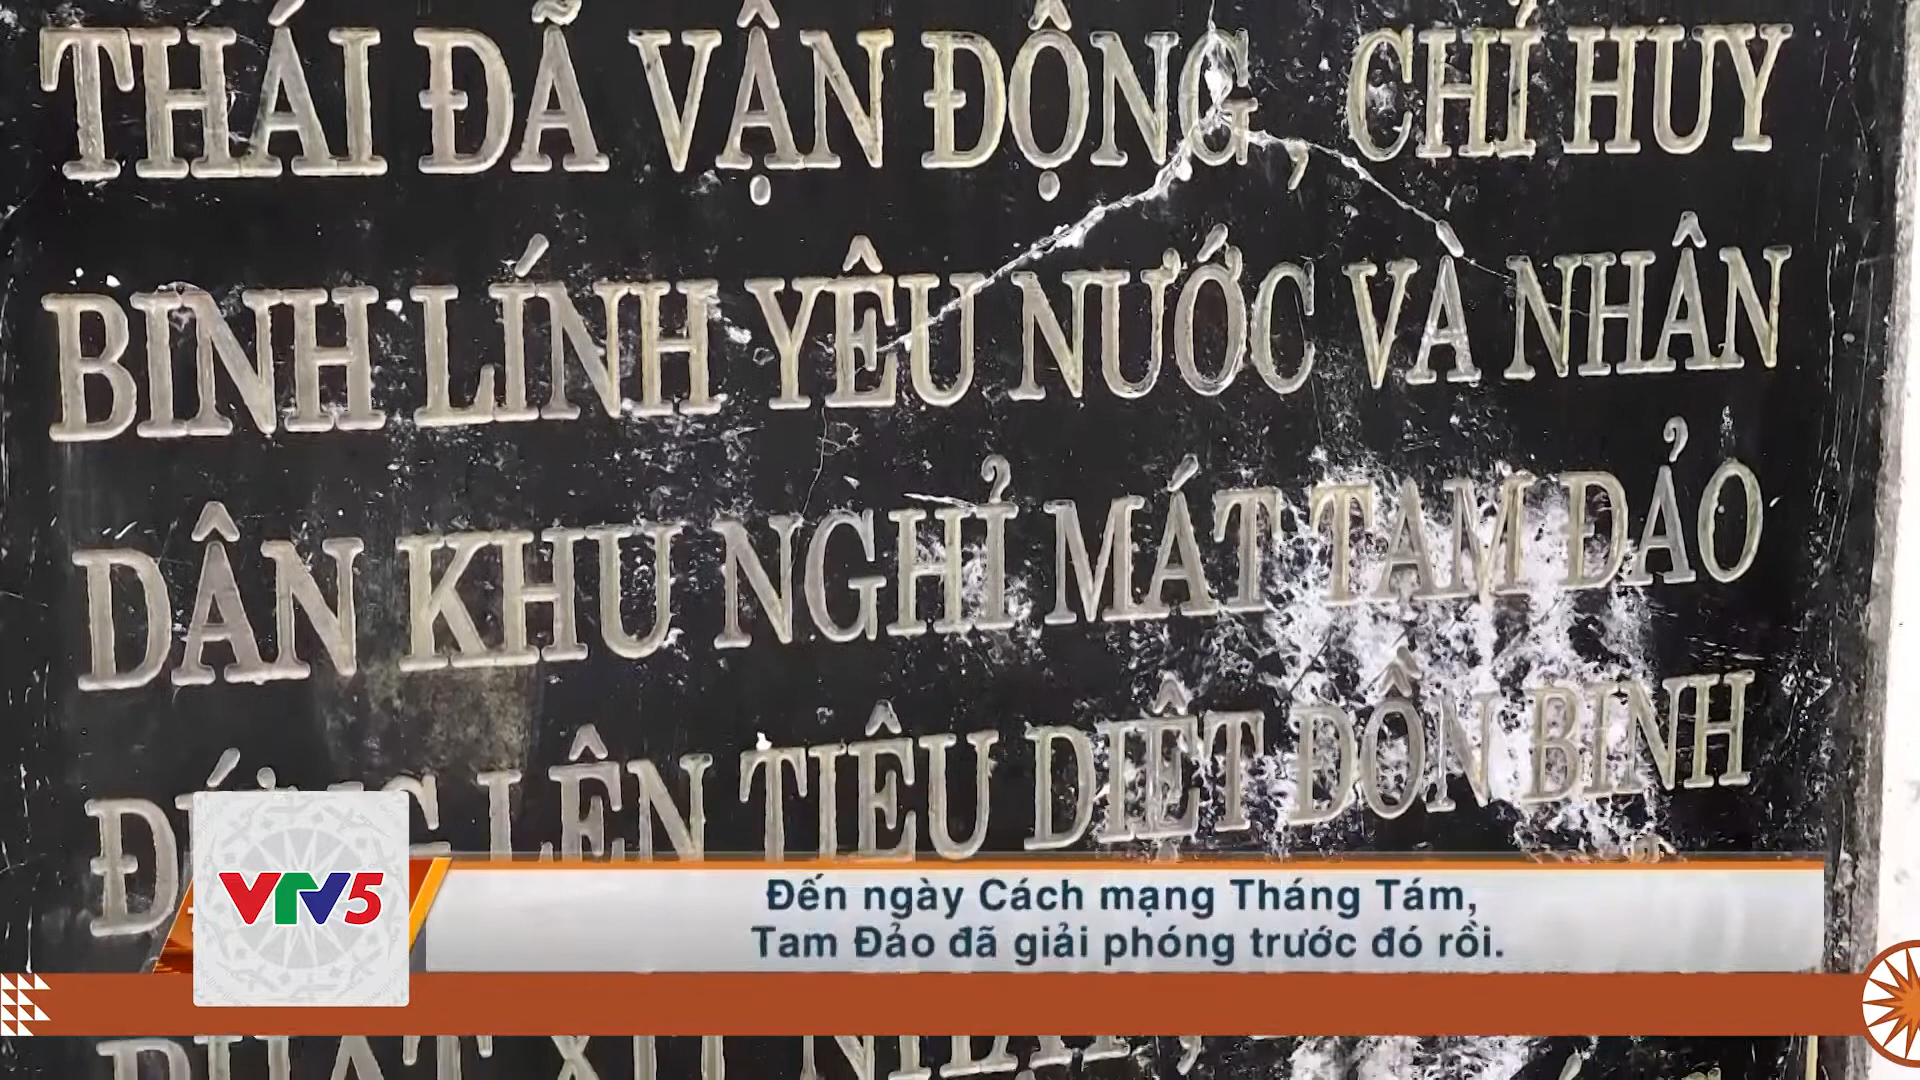 THÁI ĐÃ VẬN ĐỘNG, CHỈ HUY
BINH LÍNH YÊU NƯỚC VÀ NHÂN
DÂN KHU NGHỈ MÁT TAM ĐẢO
ĐỨNG LÊN TIÊU DIỆT ĐỒN BINH
VTV5
Đến ngày Cách mạng Tháng Tám,
Tam Đảo đã giải phóng trước đó rồi.